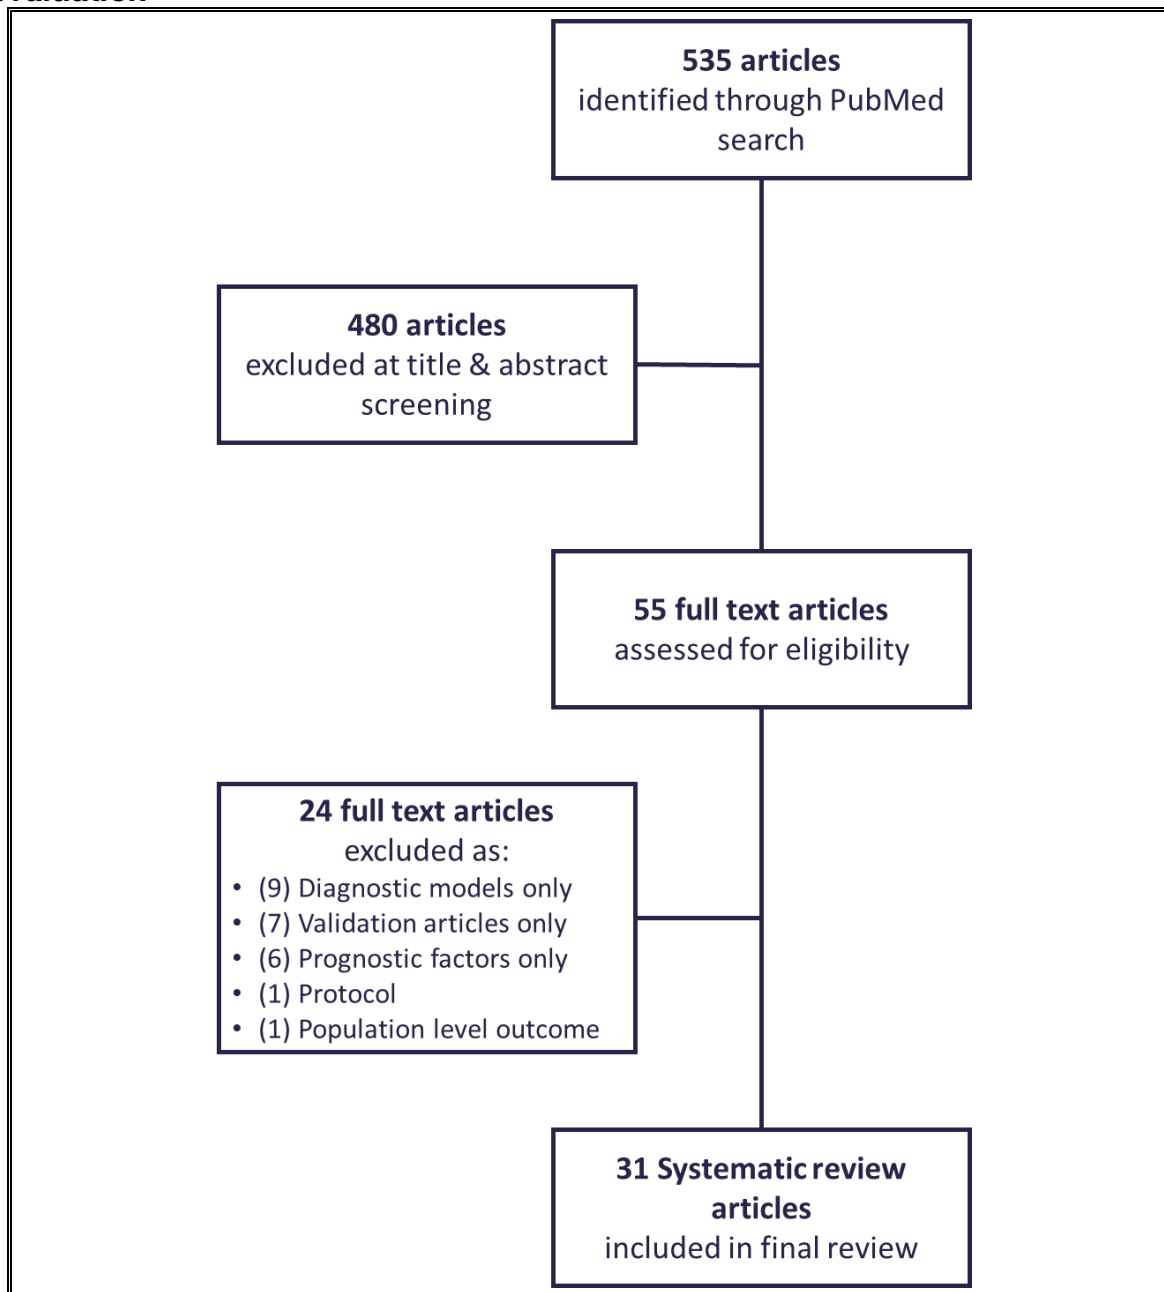 535 articles
identified through PubMed
search
480 articles
excluded at title & abstract
screening
55 full text articles
assessed for eligibility
24 full text articles
excluded as:
• (9) Diagnostic models only
• (7) Validation articles only
• (6) Prognostic factors only
• (1) Protocol
• (1) Population level outcome
31 Systematic review
articles
included in final review